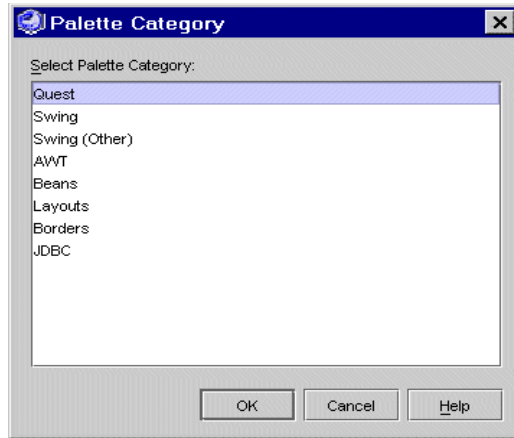 Palette Category
Select Palette Category:
Quest
Swing
Swing (Other)
AWT
Beans
Layouts
Borders
JDBC
OK Cancel Help